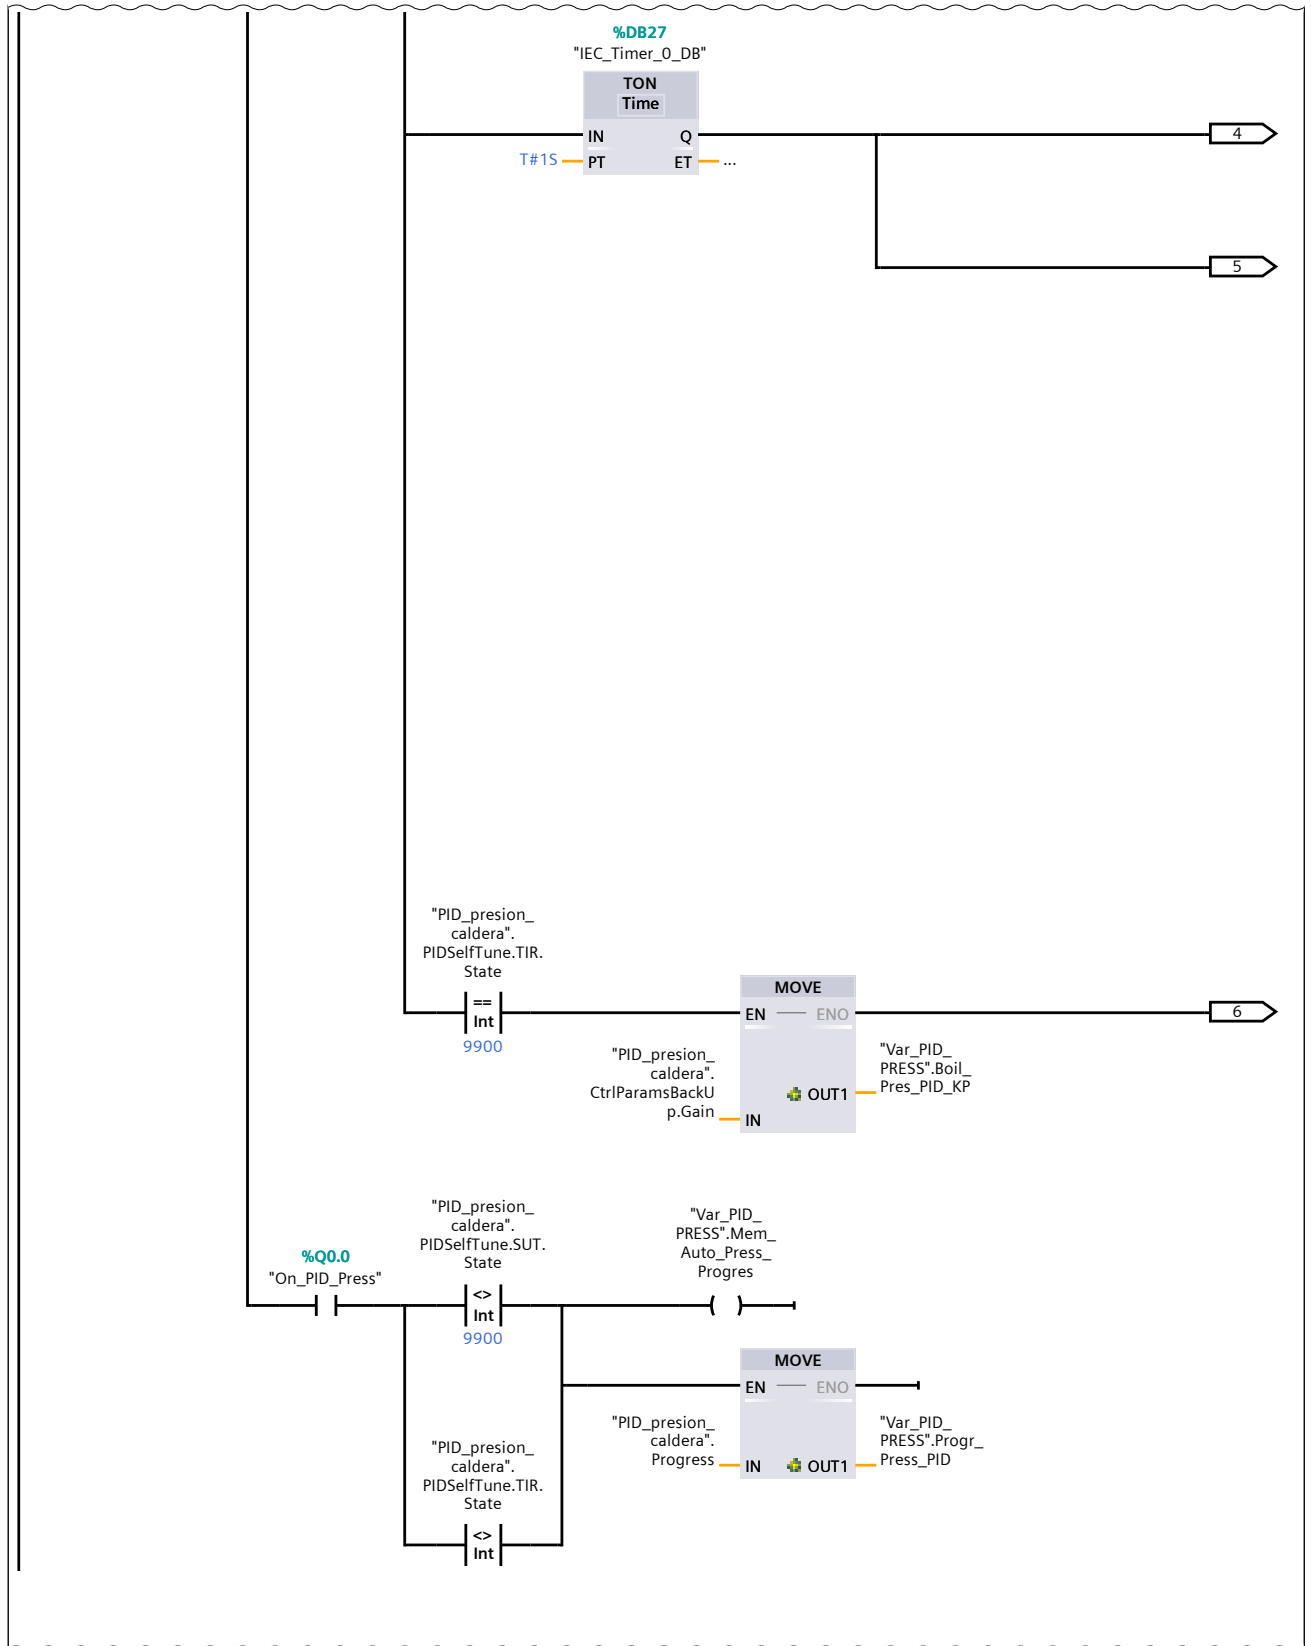 %DB27
"IEC_Timer_0_DB"
TON
Time
IN Q
4
T#1S PT ET ...
5
"PID_presion_
caldera".
PIDSelfTune.TIR.
State
==
Int
9900
MOVE
EN ENO
6
"PID_presion_
caldera".
CtrlParamsBackU
p.Gain
IN
OUT1
"Var_PID_
PRESS".Boil_
Pres_PID_KP
"PID_presion_
caldera".
PIDSelfTune.SUT.
State
"Var_PID_
PRESS".Mem_
Auto_Press_
Progres
%Q0.0
"On_PID_Press"
<>
Int
9900
( )
MOVE
EN ENO
"PID_presion_
caldera".
Progress
IN OUT1
"Var_PID_
PRESS".Progr_
Press_PID
"PID_presion_
caldera".
PIDSelfTune.TIR.
State
<>
Int